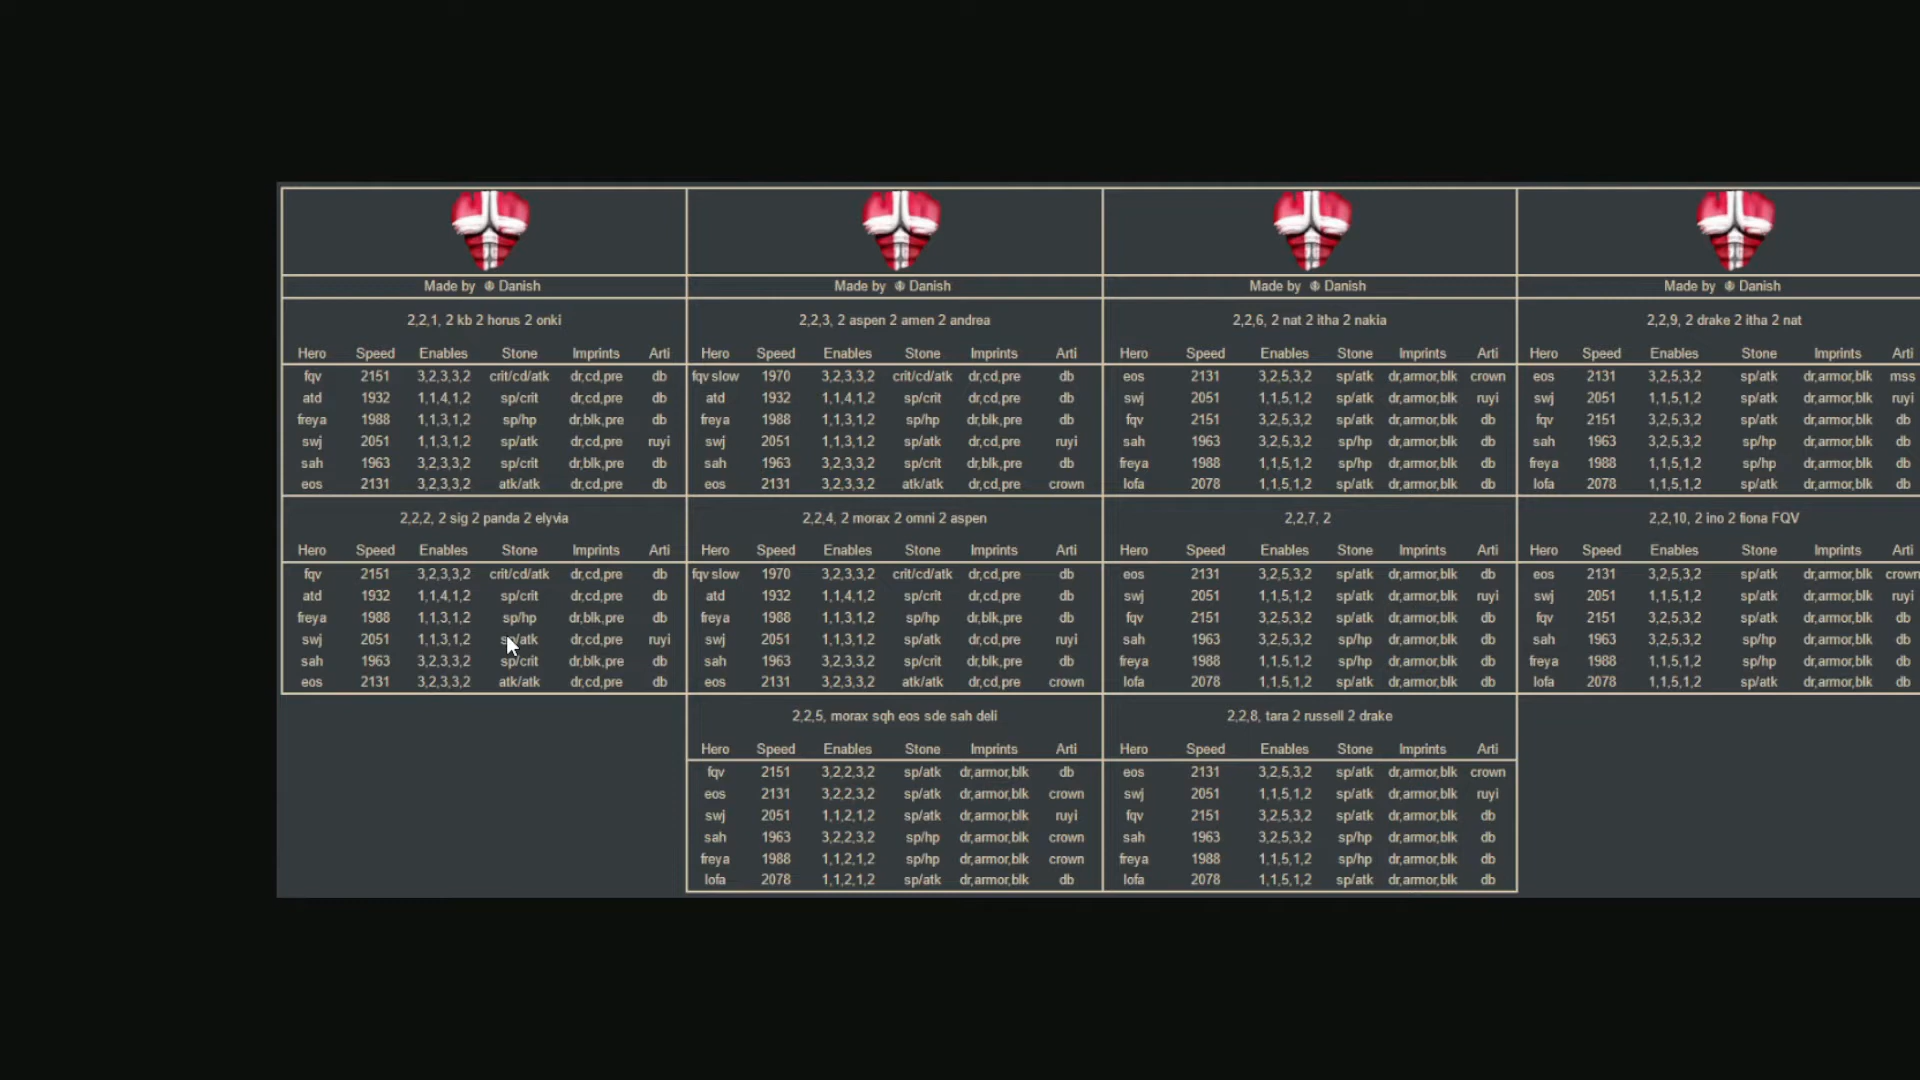 Made by Danish
2,2,1, 2 kb 2 horus 2 onki
Hero Speed Enables Stone Imprints Arti
fqv 2151 3,2,3,3,2 crit/cd/atk dr,cd,pre db
atd 1932 1,1,4,1,2 sp/crit dr,cd,pre db
freya 1988 1,1,3,1,2 sp/hp dr,blk,pre db
swj 2051 1,1,3,1,2 sp/atk dr,cd,pre ruyi
sah 1963 3,2,3,3,2 sp/crit dr,blk,pre db
eos 2131 3,2,3,3,2 atk/atk dr,cd,pre db
2,2,2, 2 sig 2 panda 2 elyvia
Hero Speed Enables Stone Imprints Arti
fqv 2151 3,2,3,3,2 crit/cd/atk dr,cd,pre db
atd 1932 1,1,4,1,2 sp/crit dr,cd,pre db
freya 1988 1,1,3,1,2 sp/hp dr,blk,pre db
swj 2051 1,1,3,1,2 sp/atk dr,cd,pre ruyi
sah 1963 3,2,3,3,2 sp/crit dr,blk,pre db
eos 2131 3,2,3,3,2 atk/atk dr,cd,pre db
Made by Danish
2,2,3, 2 aspen 2 amen 2 andrea
Hero Speed Enables Stone Imprints Arti
fqv slow 1970 3,2,3,3,2 crit/cd/atk dr,cd,pre db
atd 1932 1,1,4,1,2 sp/crit dr,cd,pre db
freya 1988 1,1,3,1,2 sp/hp dr,blk,pre db
swj 2051 1,1,3,1,2 sp/atk dr,cd,pre ruyi
sah 1963 3,2,3,3,2 sp/crit dr,blk,pre db
eos 2131 3,2,3,3,2 atk/atk dr,cd,pre crown
2,2,4, 2 morax 2 omni 2 aspen
Hero Speed Enables Stone Imprints Arti
fqv slow 1970 3,2,3,3,2 crit/cd/atk dr,cd,pre db
atd 1932 1,1,4,1,2 sp/crit dr,cd,pre db
freya 1988 1,1,3,1,2 sp/hp dr,blk,pre db
swj 2051 1,1,3,1,2 sp/atk dr,cd,pre ruyi
sah 1963 3,2,3,3,2 sp/crit dr,blk,pre db
eos 2131 3,2,3,3,2 atk/atk dr,cd,pre crown
2,2,5, morax sqh eos sde sah deli
Hero Speed Enables Stone Imprints Arti
fqv 2151 3,2,2,3,2 sp/atk dr,armor,blk db
eos 2131 3,2,2,3,2 sp/atk dr,armor,blk crown
swj 2051 1,1,2,1,2 sp/atk dr,armor,blk ruyi
sah 1963 3,2,2,3,2 sp/hp dr,armor,blk crown
freya 1988 1,1,2,1,2 sp/hp dr,armor,blk crown
lofa 2078 1,1,2,1,2 sp/atk dr,armor,blk db
Made by Danish
2,2,6, 2 nat 2 itha 2 nakia
Hero Speed Enables Stone Imprints Arti
eos 2131 3,2,5,3,2 sp/atk dr,armor,blk crown
swj 2051 1,1,5,1,2 sp/atk dr,armor,blk ruyi
fqv 2151 3,2,5,3,2 sp/atk dr,armor,blk db
sah 1963 3,2,5,3,2 sp/hp dr,armor,blk db
freya 1988 1,1,5,1,2 sp/hp dr,armor,blk db
lofa 2078 1,1,5,1,2 sp/atk dr,armor,blk db
2,2,7, 2
Hero Speed Enables Stone Imprints Arti
eos 2131 3,2,5,3,2 sp/atk dr,armor,blk db
swj 2051 1,1,5,1,2 sp/atk dr,armor,blk ruyi
fqv 2151 3,2,5,3,2 sp/atk dr,armor,blk db
sah 1963 3,2,5,3,2 sp/hp dr,armor,blk db
freya 1988 1,1,5,1,2 sp/hp dr,armor,blk db
lofa 2078 1,1,5,1,2 sp/atk dr,armor,blk db
2,2,8, tara 2 russell 2 drake
Hero Speed Enables Stone Imprints Arti
eos 2131 3,2,5,3,2 sp/atk dr,armor,blk crown
swj 2051 1,1,5,1,2 sp/atk dr,armor,blk ruyi
fqv 2151 3,2,5,3,2 sp/atk dr,armor,blk db
sah 1963 3,2,5,3,2 sp/hp dr,armor,blk db
freya 1988 1,1,5,1,2 sp/hp dr,armor,blk db
lofa 2078 1,1,5,1,2 sp/atk dr,armor,blk db
Made by Danish
2,2,9, 2 drake 2 itha 2 nat
Hero Speed Enables Stone Imprints Arti
eos 2131 3,2,5,3,2 sp/atk dr,armor,blk mss
swj 2051 1,1,5,1,2 sp/atk dr,armor,blk ruyi
fqv 2151 3,2,5,3,2 sp/atk dr,armor,blk db
sah 1963 3,2,5,3,2 sp/hp dr,armor,blk db
freya 1988 1,1,5,1,2 sp/hp dr,armor,blk db
lofa 2078 1,1,5,1,2 sp/atk dr,armor,blk db
2,2,10, 2 ino 2 fiona FQV
Hero Speed Enables Stone Imprints Arti
eos 2131 3,2,5,3,2 sp/atk dr,armor,blk crown
swj 2051 1,1,5,1,2 sp/atk dr,armor,blk ruyi
fqv 2151 3,2,5,3,2 sp/atk dr,armor,blk db
sah 1963 3,2,5,3,2 sp/hp dr,armor,blk db
freya 1988 1,1,5,1,2 sp/hp dr,armor,blk db
lofa 2078 1,1,5,1,2 sp/atk dr,armor,blk db